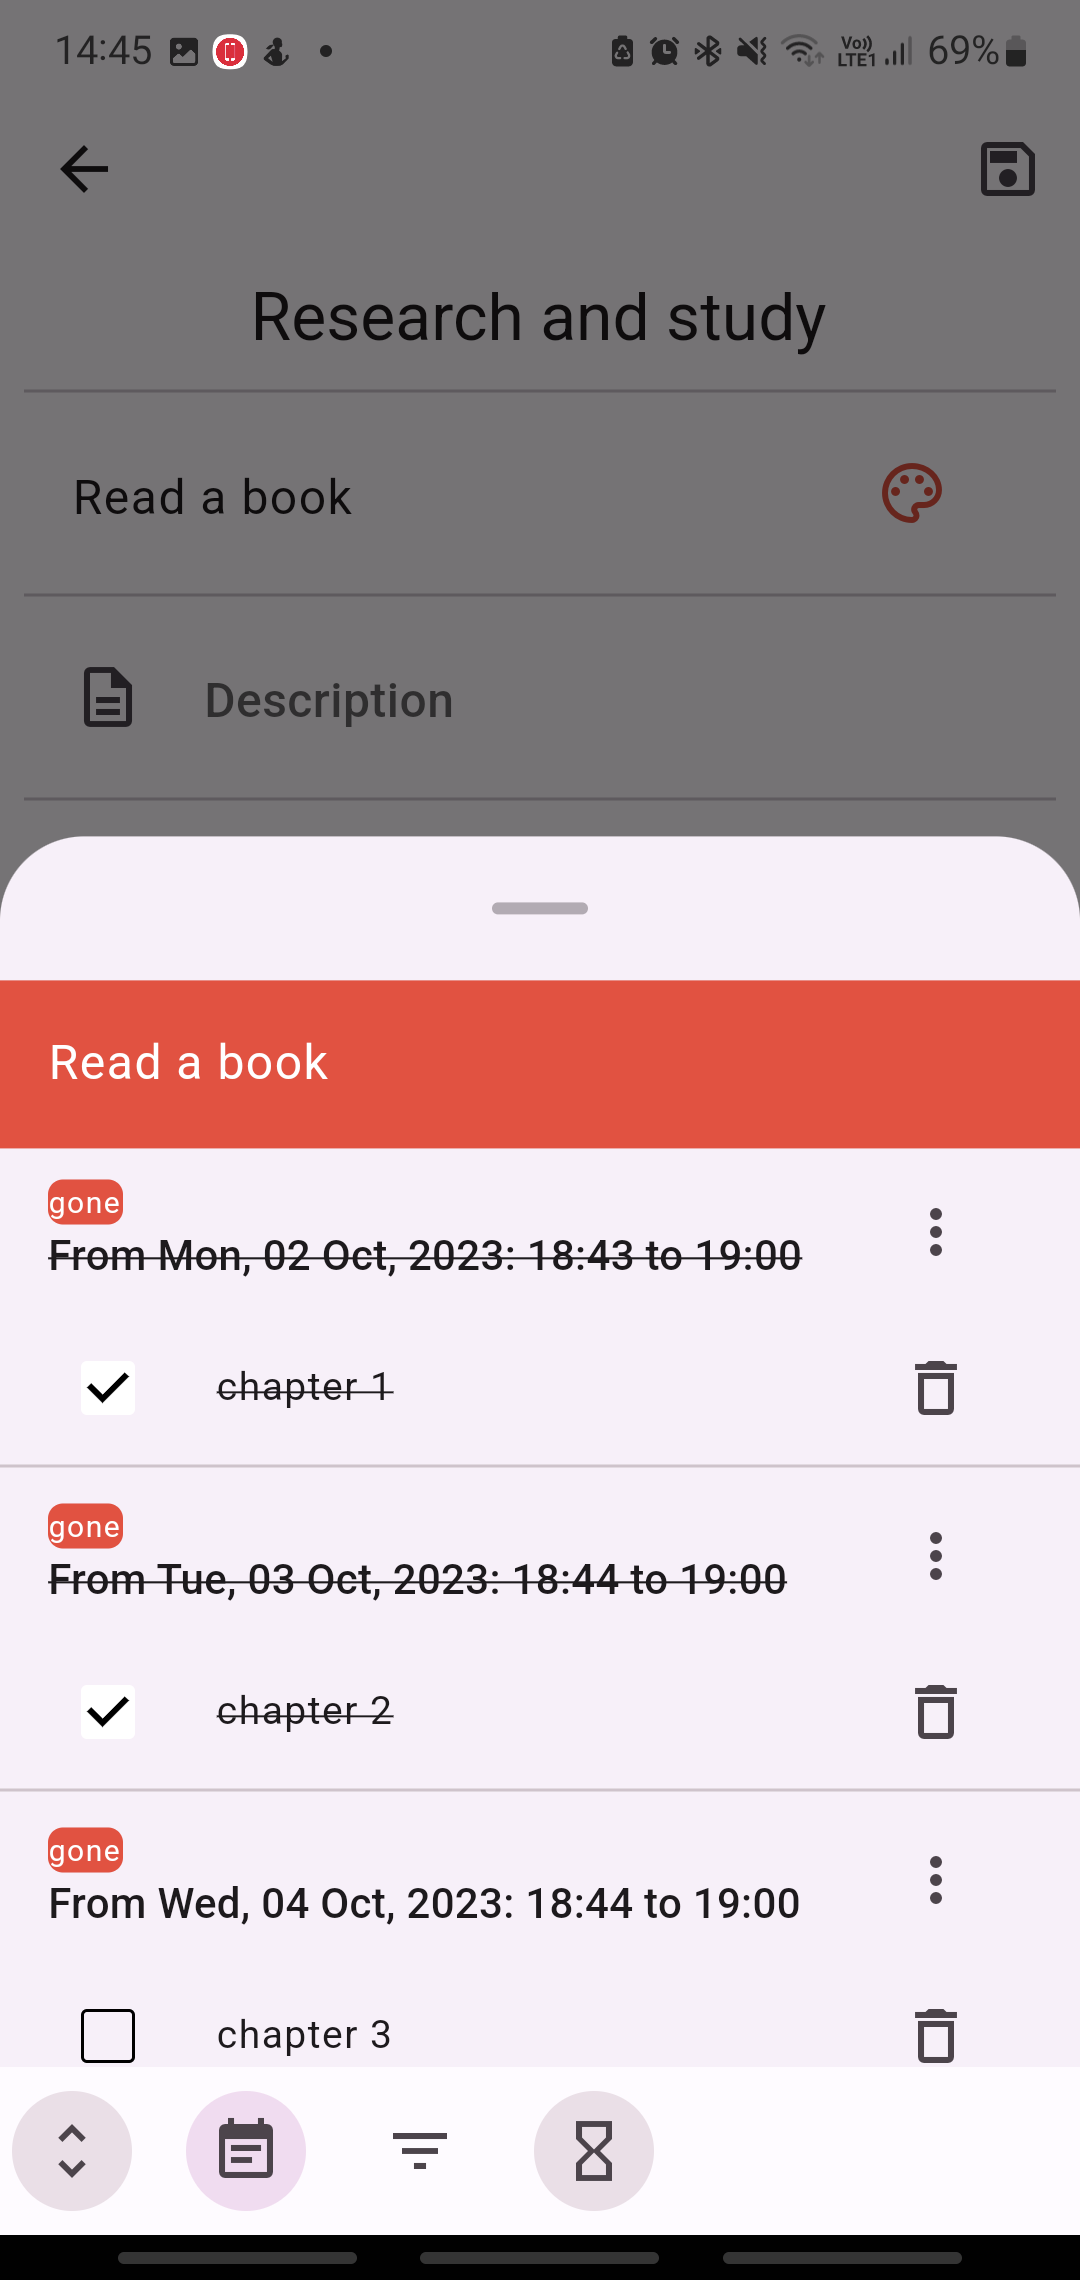 14:45
Vo))
LTE1
69%
Research and study
Read a book
Description
Read a book
gone
From Mon, 02 Oct, 2023: 18:43 to 19:00
chapter 1
gone
From Tue, 03 Oct, 2023: 18:44 to 19:00
chapter 2
gone
From Wed, 04 Oct, 2023: 18:44 to 19:00
chapter 3